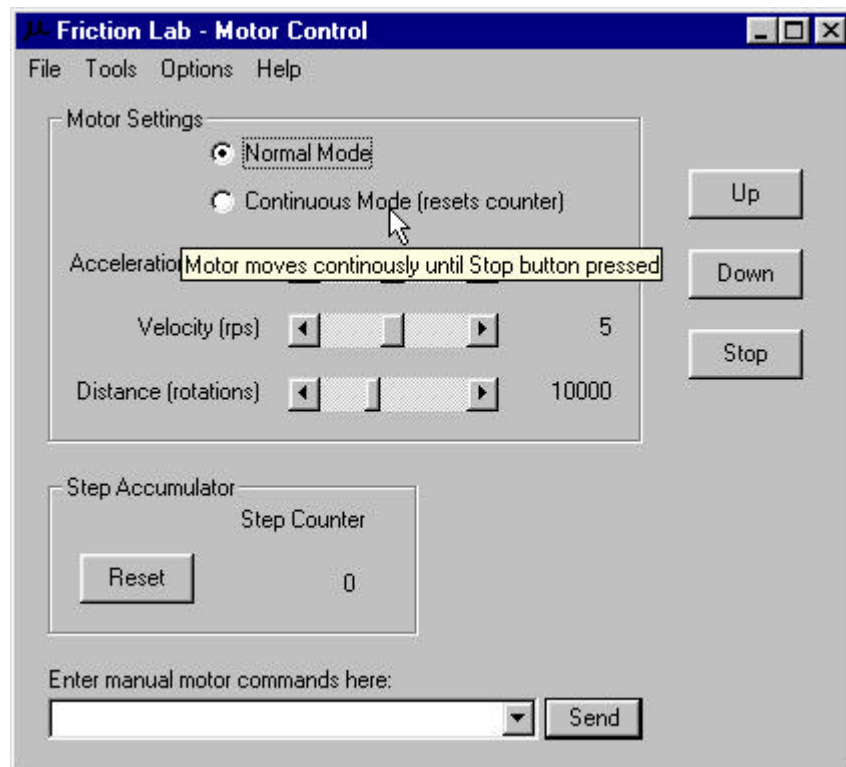 µ Friction Lab - Motor Control
File Tools Options Help
Motor Settings
Normal Mode
Continuous Mode (resets counter)
Up
Acceleration
Motor moves continously until Stop button pressed
Down
Velocity (rps) 5
Stop
Distance (rotations) 10000
Step Accumulator
Step Counter
Reset 0
Enter manual motor commands here:
Send